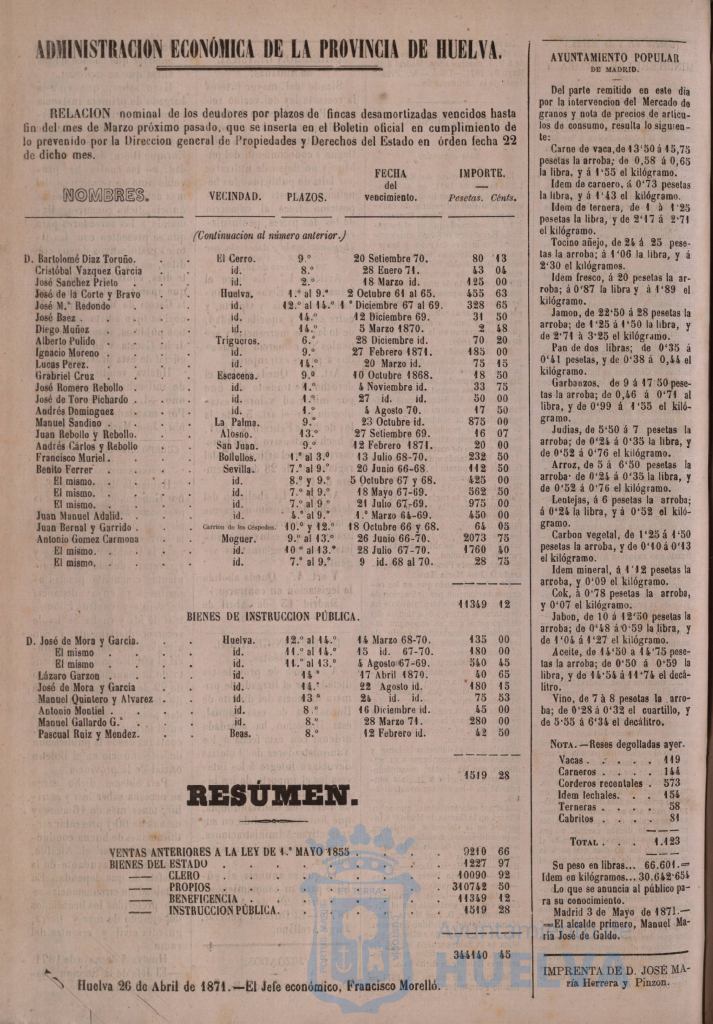 ADMINISTRACION ECONÓMICA DE LA PROVINCIA DE HUELVA.
RELACION nominal de los deudores por plazos de fincas desamortizadas vencidos hasta
fin del mes de Marzo próximo pasado, que se inserta en el Boletin oficial en cumplimiento de
lo prevenido por la Direccion general de Propiedades y Derechos del Estado en órden fecha 22
de dicho mes.
NOMBRES. VECINDAD. PLAZOS. FECHA del vencimiento. IMPORTE. — Pesetas. Cénts.
(Continuacion al número anterior.)
D. Bartolomé Diaz Toruño. . . El Cerro. 9.º 20 Setiembre 70. 80 13
Cristóbal Vazquez Garcia . . id. 8.º 28 Enero 71. 43 04
José Sanchez Prieto . . . id. 2.º 18 Marzo id. 125 00
José de la Corte y Bravo . . Huelva. 1.º al 9.º 2 Octubre 61 al 65. 455 63
José M.ª Redondo . . . id. 12.º al 14.º 1.º Diciembre 67 al 69. 328 65
José Baez . . . . id. 14.º 12 Diciembre 69. 31 50
Diego Muñoz . . . . id. 14.º 5 Marzo 1870. 2 48
Alberto Pulido . . . . Trigueros. 6.º 28 Diciembre id. 70 20
Ignacio Moreno . . . . id. 9.º 27 Febrero 1871. 185 00
Lucas Perez. . . . . id. 14.º 20 Marzo id. 75 15
Grabriel Cruz . . . . Escacena. 9.º 10 Octubre 1868. 18 50
José Romero Rebollo . . . id. 1.º 4 Noviembre id. 33 75
José de Toro Pichardo . . . id. 1.º 27 id. id. 50 00
Andrés Dominguez . . . id. 1.º 4 Agosto 70. 17 50
Manuel Sandino . . . . La Palma. 9.º 23 Octubre id. 875 00
Juan Rebollo y Rebollo. . . Alosno. 13.º 27 Setiembre 69. 16 07
Andrés Cárlos y Rebollo . . San Juan. 9.º 12 Febrero 1871. 20 00
Francisco Muriel . . . . Bollullos. 1.º al 3.º 13 Julio 68-70. 232 50
Benito Ferrer . . . . Sevilla. 7.º al 9.º 26 Junio 66-68. 112 50
El mismo. . . . id. 8.º y 9.º 5 Octubre 67 y 68. 425 00
El mismo. . . . id. 7.º al 9.º 18 Mayo 67-69. 562 50
El mismo. . . . id. 7.º al 9.º 21 Julio 67-69. 975 00
Juan Manuel Adalid. . . . id. 4.º al 9.º 1.º Marzo 64-69. 450 00
Juan Bernal y Garrido . . . Carrion de los Céspedes. 10.º y 12.º 18 Octubre 66 y 68. 64 05
Antonio Gomez Carmona . . Moguer. 9.º al 13.º 26 Junio 66-70. 2073 75
El mismo. . . . id. 10.º al 13.º 28 Julio 67-70. 1760 40
El mismo. . . . id. 7.º al 9.º 9 id. 68 al 70. 28 75
11349 12
BIENES DE INSTRUCCION PÚBLICA.
D. José de Mora y Garcia. . . Huelva. 12.º al 14.º 14 Marzo 68-70. 135 00
El mismo . . . id. 11.º al 14.º 15 id. 67-70. 180 00
El mismo . . . id. 11.º al 13.º 4 Agosto 67-69. 540 45
Lázaro Garzon . . . . id. 14.º 17 Abril 1870. 40 65
José de Mora y Garcia . . . id. 14.º 22 Agosto id. 180 15
Manuel Quintero y Alvarez . . id. 13.º 24 id. id. 75 53
Antonio Montiel . . . . id. 8.º 16 Diciembre id. 45 00
Manuel Gallardo G.ª . . . id. 8.º 28 Marzo 71. 280 00
Pascual Ruiz y Mendez. . . Beas. 8.º 12 Febrero id. 42 50
1519 28
RESÚMEN.
VENTAS ANTERIORES A LA LEY DE 1.º MAYO 1855 . . . 9210 66
BIENES DEL ESTADO . . . 1227 97
— CLERO . . . 10090 92
— PROPIOS . . . 310742 50
— BENEFICENCIA . . . 11349 12
— INSTRUCCION PÚBLICA. . . . 1519 28
344140 45
Huelva 26 de Abril de 1871.—El Jefe económico, Francisco Morelló.
AYUNTAMIENTO POPULAR
DE MADRID.
Del parte remitido en este dia
por la intervencion del Mercado de
granos y nota de precios de articu-
los de consumo, resulta lo siguien-
te:
Carne de vaca, de 13'50 á 15,75
pesetas la arroba; de 0,58 á 0,65
la libra, y á 1'55 el kilógramo.
Idem de carnero, á 0'73 pesetas
la libra, y á 1'43 el kilógramo.
Idem de ternera, de 1 á 1'25
pesetas la libra, y de 2'17 á 2'71
el kilógramo.
Tocino añejo, de 24 á 25 pese-
tas la arroba; á 1'06 la libra, y á
2'30 el kilógramos.
Idem fresco, á 20 pesetas la ar-
roba; á 0'87 la libra y á 1'89 el
kilógramo.
Jamon, de 22'50 á 28 pesetas la
arroba; de 1'25 á 1'50 la libra, y
de 2'71 à 3'25 el kilógramo.
Pan de dos libras; de 0'35 á
0'41 pesetas, y de 0'38 á 0,44 el
kilógramo.
Garbanzos, de 9 á 17 50 pese-
tas la arroba; de 0,46 á 0'71 al
libra, y de 0'99 á 1'55 el kiló-
gramo.
Judias, de 5'50 á 7 pesetas la
arroba; de 0'24 á 0'35 la libra, y de
0'52 á 0'76 el kilógramo.
Arroz, de 5 á 6'50 pesetas la
arroba; de 0'24 á 0'35 la libra y de
0'52 á 0'76 el kilógramo.
Lentejas, á 6 pesetas la arroba;
á 0'24 la libra, y á 0'52 el kiló-
gramo.
Carbon vegetal, de 1'25 á 1'50
pesetas la arroba, y de 0'10 á 0'13
el kilógramo.
Idem mineral, á 1'12 pesetas la
arroba, y 0'09 el kilógramo.
Cok, á 0'78 pesetas la arroba,
y 0'07 el kilógramo.
Jabon, de 10 á 12'50 pesetas la
arroba; de 0'48 á 0'59 la libra, y
de 1'04 á 1'27 el kilógramo.
Aceite, de 14'50 a 14'75 pese-
tas la arroba; de 0'50 á 0'59 la
libra, y de 14'54 á 11'74 el decá-
litro.
Vino, de 7 à 8 pesetas la arro-
ba; de 0'28 á 0'32 el cuartillo, y
de 5'55 á 6'34 el decálitro.
NOTA.—Reses degolladas ayer.
Vacas . . . . . 119
Carneros . . . . 144
Corderos recentales . 573
Idem lechales. . . 154
Terneras . . . . 58
Cabritos . . . . 81
TOTAL . . . 1.123
Su peso en libras... 66.601.=
Idem en kilógramos... 30.642·654
Lo que se anuncia al público pa-
ra su conocimiento.
Madrid 3 de Mayo de 1871.—
—El alcalde primero, Manuel Ma-
ría José de Galdo.
IMPRENTA DE D. JOSÉ MA-
ría Herrera y Pinzon.
Ayuntamiento de
HUELVA